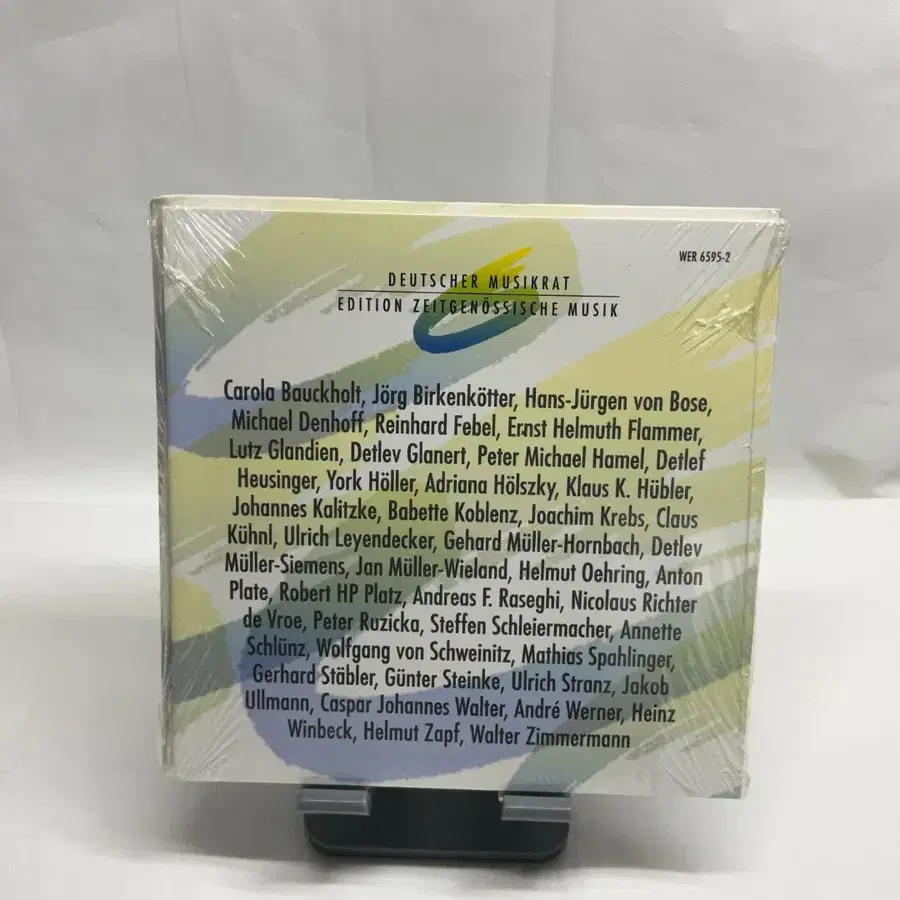 WER 6595-2
DEUTSCHER MUSIKRAT
EDITION ZEITGENÖSSISCHE MUSIK
Carola Bauckholt, Jörg Birkenkötter, Hans-Jürgen von Bose,
Michael Denhoff, Reinhard Febel, Ernst Helmuth Flammer,
Lutz Glandien, Detlev Glanert, Peter Michael Hamel, Detlef
Heusinger, York Höller, Adriana Hölszky, Klaus K. Hübler,
Johannes Kalitzke, Babette Koblenz, Joachim Krebs, Claus
Kühnl, Ulrich Leyendecker, Gehard Müller-Hornbach, Detlev
Müller-Siemens, Jan Müller-Wieland, Helmut Oehring, Anton
Plate, Robert HP Platz, Andreas F. Raseghi, Nicolaus Richter
de Vroe, Peter Ruzicka, Steffen Schleiermacher, Annette
Schlünz, Wolfgang von Schweinitz, Mathias Spahlinger,
Gerhard Stäbler, Günter Steinke, Ulrich Stranz, Jakob
Ullmann, Caspar Johannes Walter, André Werner, Heinz
Winbeck, Helmut Zapf, Walter Zimmermann